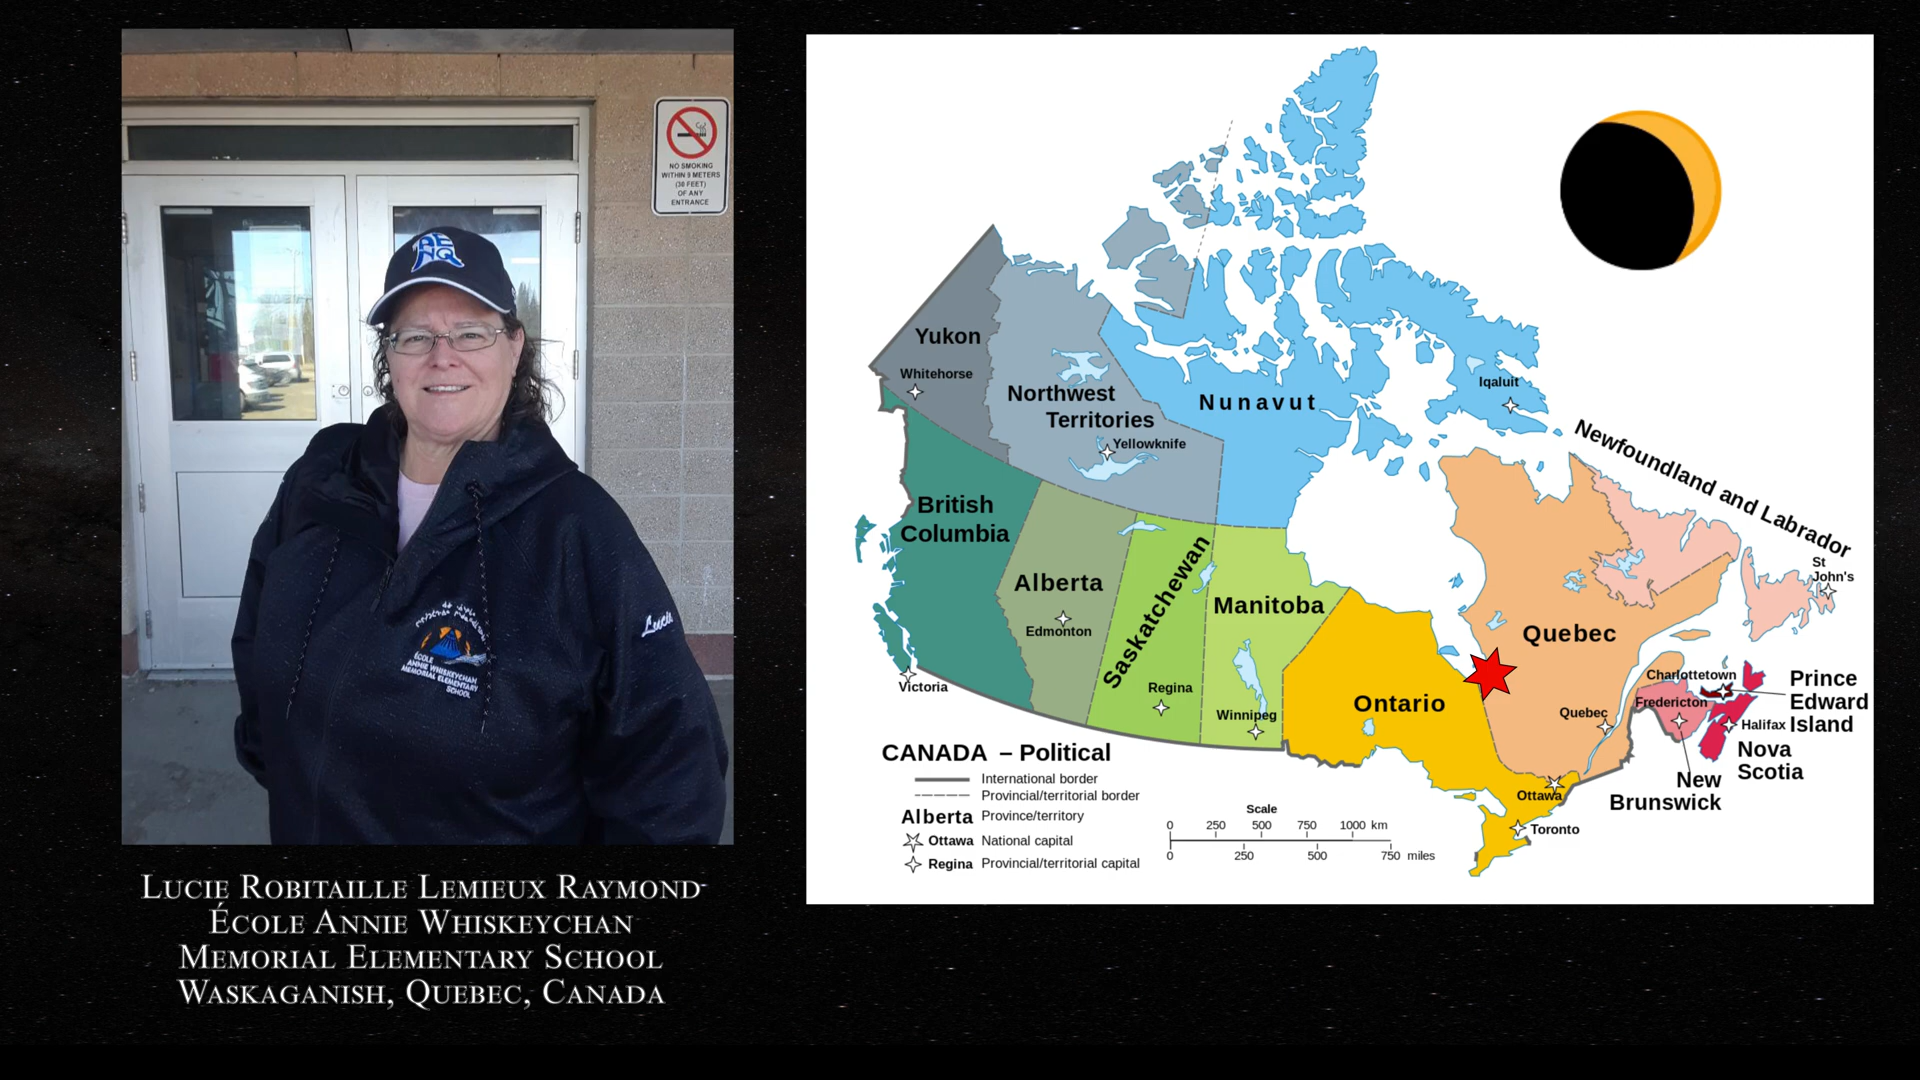 NO SMOKING
WITHIN 9 METERS
(30 FEET)
OF ANY
ENTRANCE
AENQ
Lucie
ÉCOLE
ANNIE WHISKEYCHAN
MEMORIAL ELEMENTARY
SCHOOL
LUCIE ROBITAILLE LEMIEUX RAYMOND-
ÉCOLE ANNIE WHISKEYCHAN
MEMORIAL ELEMENTARY SCHOOL
WASKAGANISH, QUEBEC, CANADA
Yukon
Whitehorse
Northwest
Territories
Yellowknife
Nunavut
Iqaluit
Newfoundland and Labrador
St
John's
British
Columbia
Victoria
Alberta
Edmonton
Saskatchewan
Regina
Manitoba
Winnipeg
Ontario
Ottawa
Toronto
Quebec
Quebec
Charlottetown
Fredericton
Halifax
Prince
Edward
Island
Nova
Scotia
New
Brunswick
CANADA – Political
International border
Provincial/territorial border
Alberta Province/territory
Ottawa National capital
Regina Provincial/territorial capital
Scale
0 250 500 750 1000 km
0 250 500 750 miles